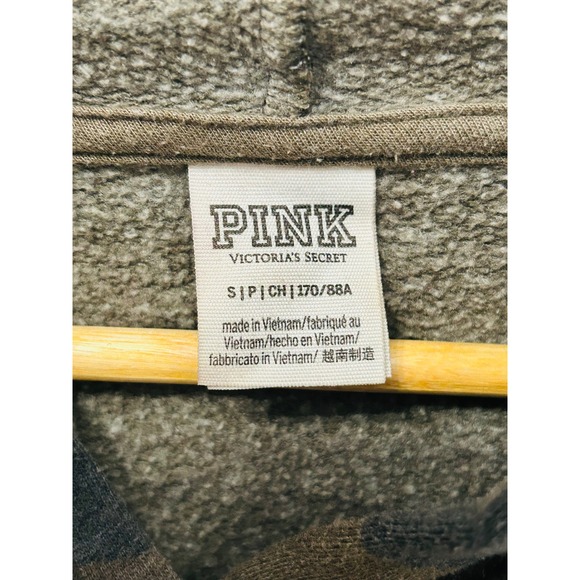 PINK
VICTORIA'S SECRET
S|P|CH|170/88A
made in Vietnam/fabriqué au
Vietnam/hecho en Vietnam/
fabbricato in Vietnam/ 越南制造